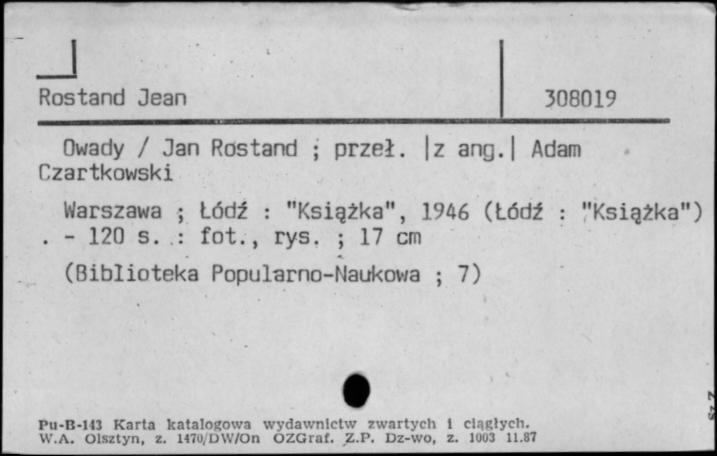 Rostand Jean 308019
Owady / Jan Rostand ; przeł. |z ang.| Adam
Czartkowski
Warszawa ; Łódź : "Książka", 1946 (Łódź : "Książka")
. - 120 s. : fot., rys. ; 17 cm
(Biblioteka Popularno-Naukowa ; 7)
Pu-B-143 Karta katalogowa wydawnictw zwartych i ciągłych.
W.A. Olsztyn, z. 1470/DW/On OZGraf. Z.P. Dz-wo, z. 1003 11.87